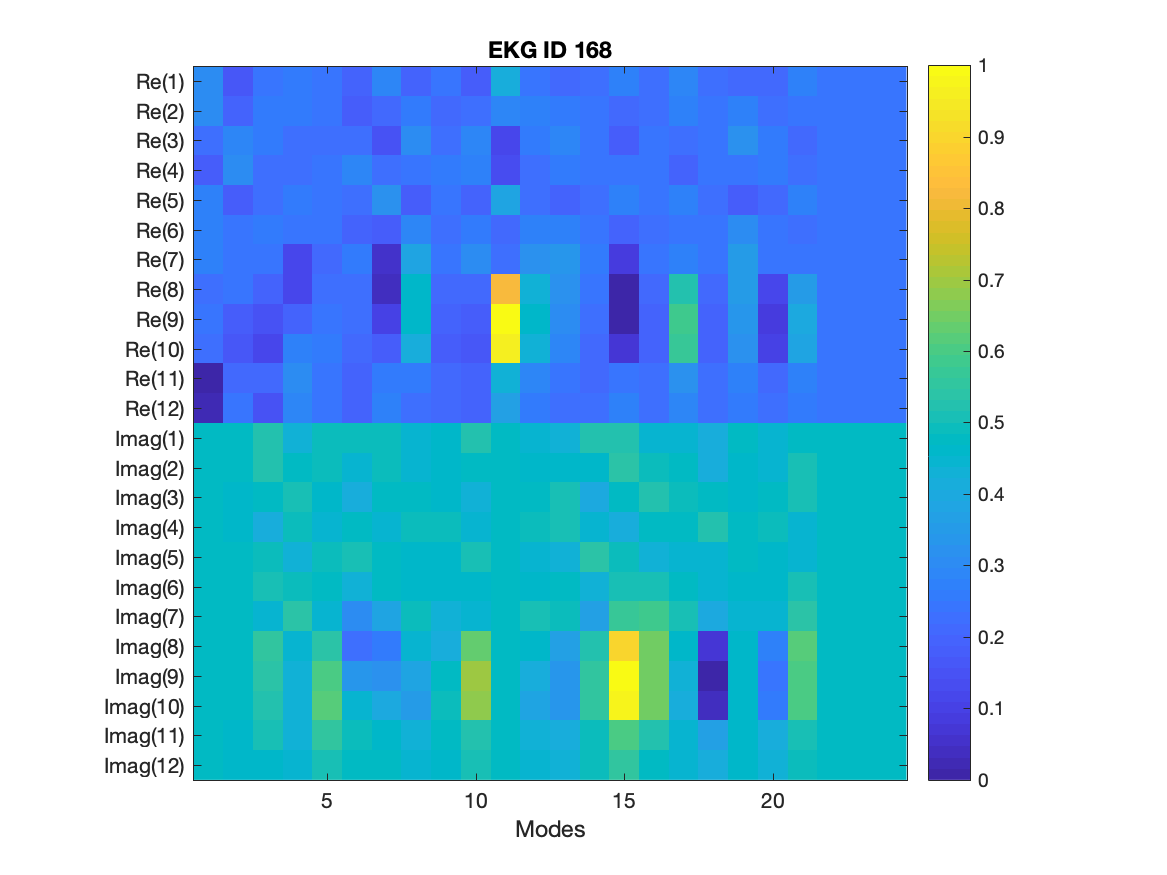 EKG ID 168
Re(1)
Re(2)
Re(3)
Re(4)
Re(5)
Re(6)
Re(7)
Re(8)
Re(9)
Re(10)
Re(11)
Re(12)
Imag(1)
Imag(2)
Imag(3)
Imag(4)
Imag(5)
Imag(6)
Imag(7)
Imag(8)
Imag(9)
Imag(10)
Imag(11)
Imag(12)
5 10 15 20
Modes
1
0.9
0.8
0.7
0.6
0.5
0.4
0.3
0.2
0.1
0